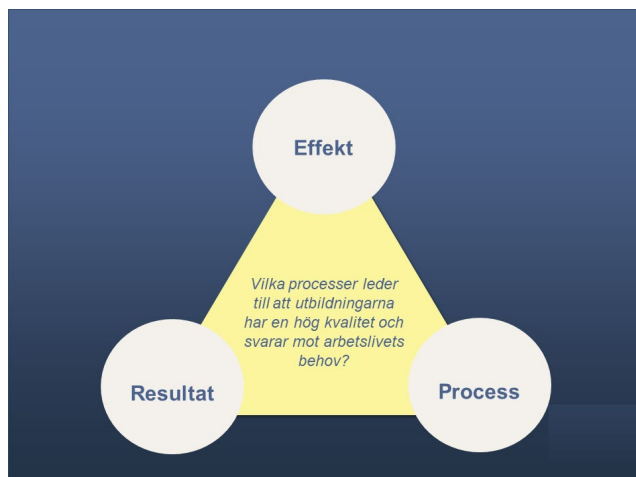 Effekt
Vilka processer leder
till att utbildningarna
har en hög kvalitet och
svarar mot arbetslivets
behov?
Resultat
Process